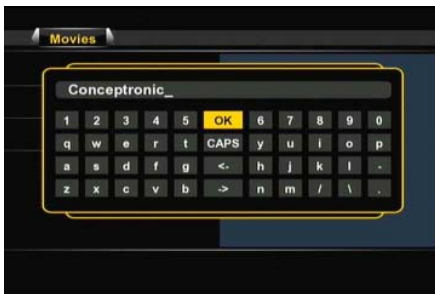 Movies
Conceptronic_
1 2 3 4 5 OK 6 7 8 9 0
q w e r t CAPS y u i o p
a s d f g <- h j k l -
z x c v b -> n m / \ .